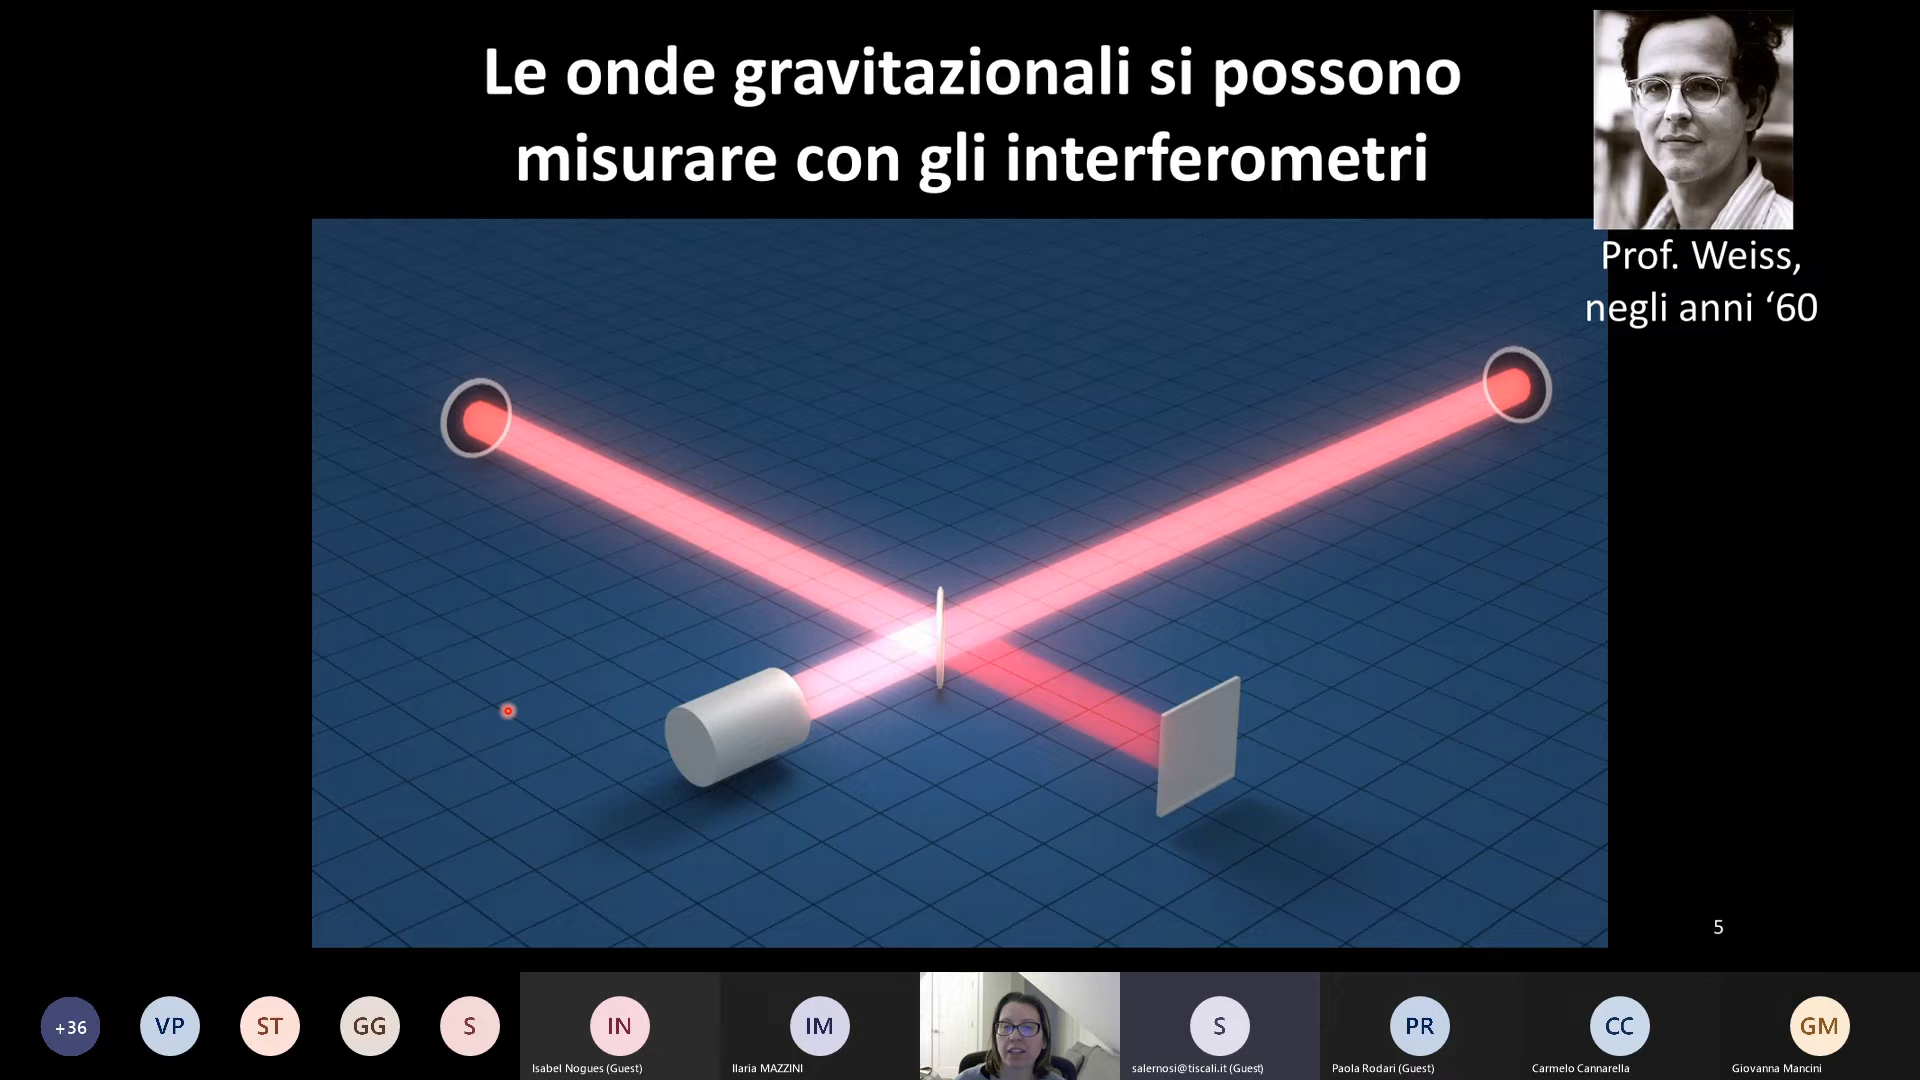 Le onde gravitazionali si possono
misurare con gli interferometri
Prof. Weiss,
negli anni ‘60
5
+36
VP
ST
GG
S
IN
IM
S
PR
CC
GM
Isabel Nogues (Guest)
Ilaria MAZZINI
salernosi@tiscali.it (Guest)
Paola Rodari (Guest)
Carmelo Cannarella
Giovanna Mancini